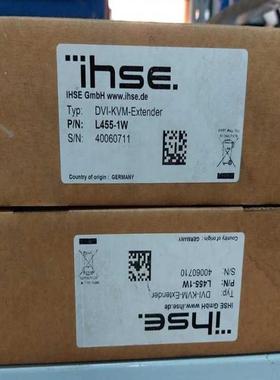 ihse.
IHSE GmbH www.ihse.de
Typ: DVI-KVM-Extender
P/N: L455-1W
S/N: 40060711
Country of origin : GERMANY
ihse.
IHSE GmbH www.ihse.de
Typ: DVI-KVM-Extender
P/N: L455-1W
S/N: 40060710
Country of origin : GERMANY